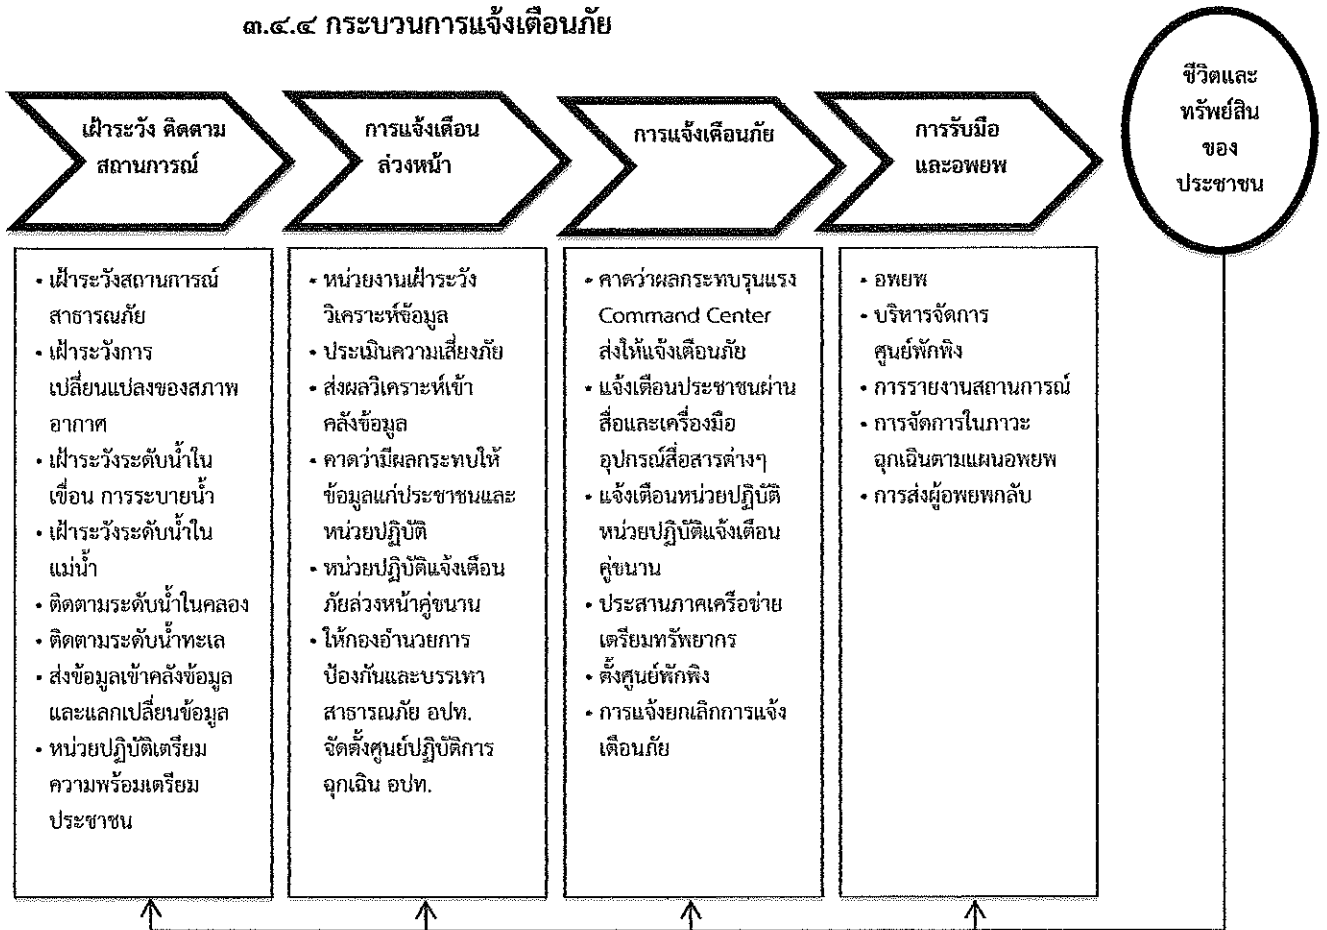 ๓.๔.๔ กระบวนการแจ้งเตือนภัย
เฝ้าระวัง ติดตาม
สถานการณ์
การแจ้งเตือน
ล่วงหน้า
การแจ้งเตือนภัย
การรับมือ
และอพยพ
ชีวิตและ
ทรัพย์สิน
ของ
ประชาชน
• เฝ้าระวังสถานการณ์
สาธารณภัย
• เฝ้าระวังการ
เปลี่ยนแปลงของสภาพ
อากาศ
• เฝ้าระวังระดับน้ำใน
เขื่อน การระบายน้ำ
• เฝ้าระวังระดับน้ำใน
แม่น้ำ
• ติดตามระดับน้ำในคลอง
• ติดตามระดับน้ำทะเล
• ส่งข้อมูลเข้าคลังข้อมูล
และแลกเปลี่ยนข้อมูล
• หน่วยปฏิบัติเตรียม
ความพร้อมเตรียม
ประชาชน
• หน่วยงานเฝ้าระวัง
วิเคราะห์ข้อมูล
• ประเมินความเสี่ยงภัย
• ส่งผลวิเคราะห์เข้า
คลังข้อมูล
• คาดว่ามีผลกระทบให้
ข้อมูลแก่ประชาชนและ
หน่วยปฏิบัติ
• หน่วยปฏิบัติแจ้งเตือน
ภัยล่วงหน้าคู่ขนาน
• ให้กองอำนวยการ
ป้องกันและบรรเทา
สาธารณภัย อปท.
จัดตั้งศูนย์ปฏิบัติการ
ฉุกเฉิน อปท.
• คาดว่าผลกระทบรุนแรง
Command Center
ส่งให้แจ้งเตือนภัย
• แจ้งเตือนประชาชนผ่าน
สื่อและเครื่องมือ
อุปกรณ์สื่อสารต่างๆ
• แจ้งเตือนหน่วยปฏิบัติ
หน่วยปฏิบัติแจ้งเตือน
คู่ขนาน
• ประสานภาคเครือข่าย
เตรียมทรัพยากร
• ตั้งศูนย์พักพิง
• การแจ้งยกเลิกการแจ้ง
เตือนภัย
• อพยพ
• บริหารจัดการ
ศูนย์พักพิง
• การรายงานสถานการณ์
• การจัดการในภาวะ
ฉุกเฉินตามแผนอพยพ
• การส่งผู้อพยพกลับ